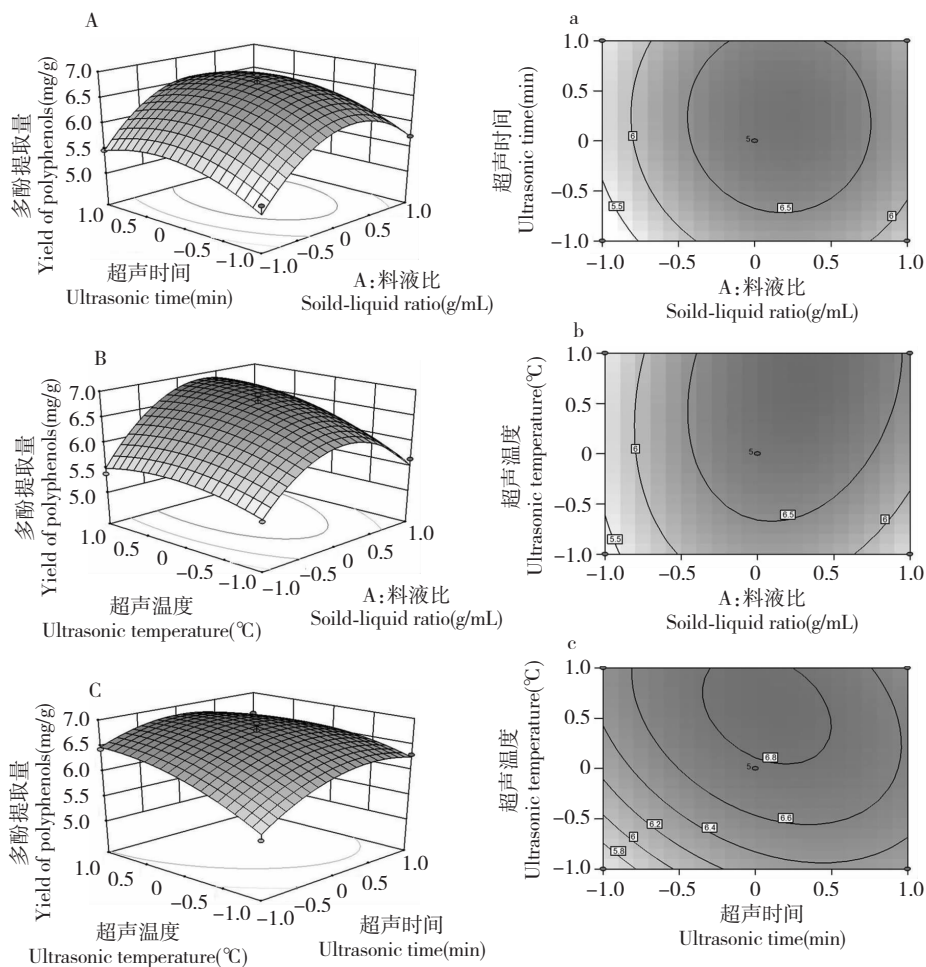 A
7.0
6.5
6.0
5.5
5.0
多酚提取量
Yield of polyphenols(mg/g)
1.0
0.5
0
-0.5
-1.0
-1.0
-0.5
0
0.5
1.0
超声时间
Ultrasonic time(min)
A:料液比
Soild-liquid ratio(g/mL)
a
1.0
0.5
0
-0.5
-1.0
超声时间
Ultrasonic time(min)
6
5
5.5
6.5
6
-1.0 -0.5 0 0.5 1.0
A:料液比
Soild-liquid ratio(g/mL)
B
7.0
6.5
6.0
5.5
5.0
多酚提取量
Yield of polyphenols(mg/g)
1.0
0.5
0
-0.5
-1.0
-1.0
-0.5
0
0.5
1.0
超声温度
Ultrasonic temperature(℃)
A:料液比
Soild-liquid ratio(g/mL)
b
1.0
0.5
0
-0.5
-1.0
超声温度
Ultrasonic temperature(℃)
6
5
6.5
6
5.5
-1.0 -0.5 0 0.5 1.0
A:料液比
Soild-liquid ratio(g/mL)
C
7.0
6.5
6.0
5.5
5.0
多酚提取量
Yield of polyphenols(mg/g)
1.0
0.5
0
-0.5
-1.0
-1.0
-0.5
0
0.5
1.0
超声温度
Ultrasonic temperature(℃)
超声时间
Ultrasonic time(min)
c
1.0
0.5
0
-0.5
-1.0
超声温度
Ultrasonic temperature(℃)
6.8
5
6.6
6.4
6.2
6
5.8
-1.0 -0.5 0 0.5 1.0
超声时间
Ultrasonic time(min)